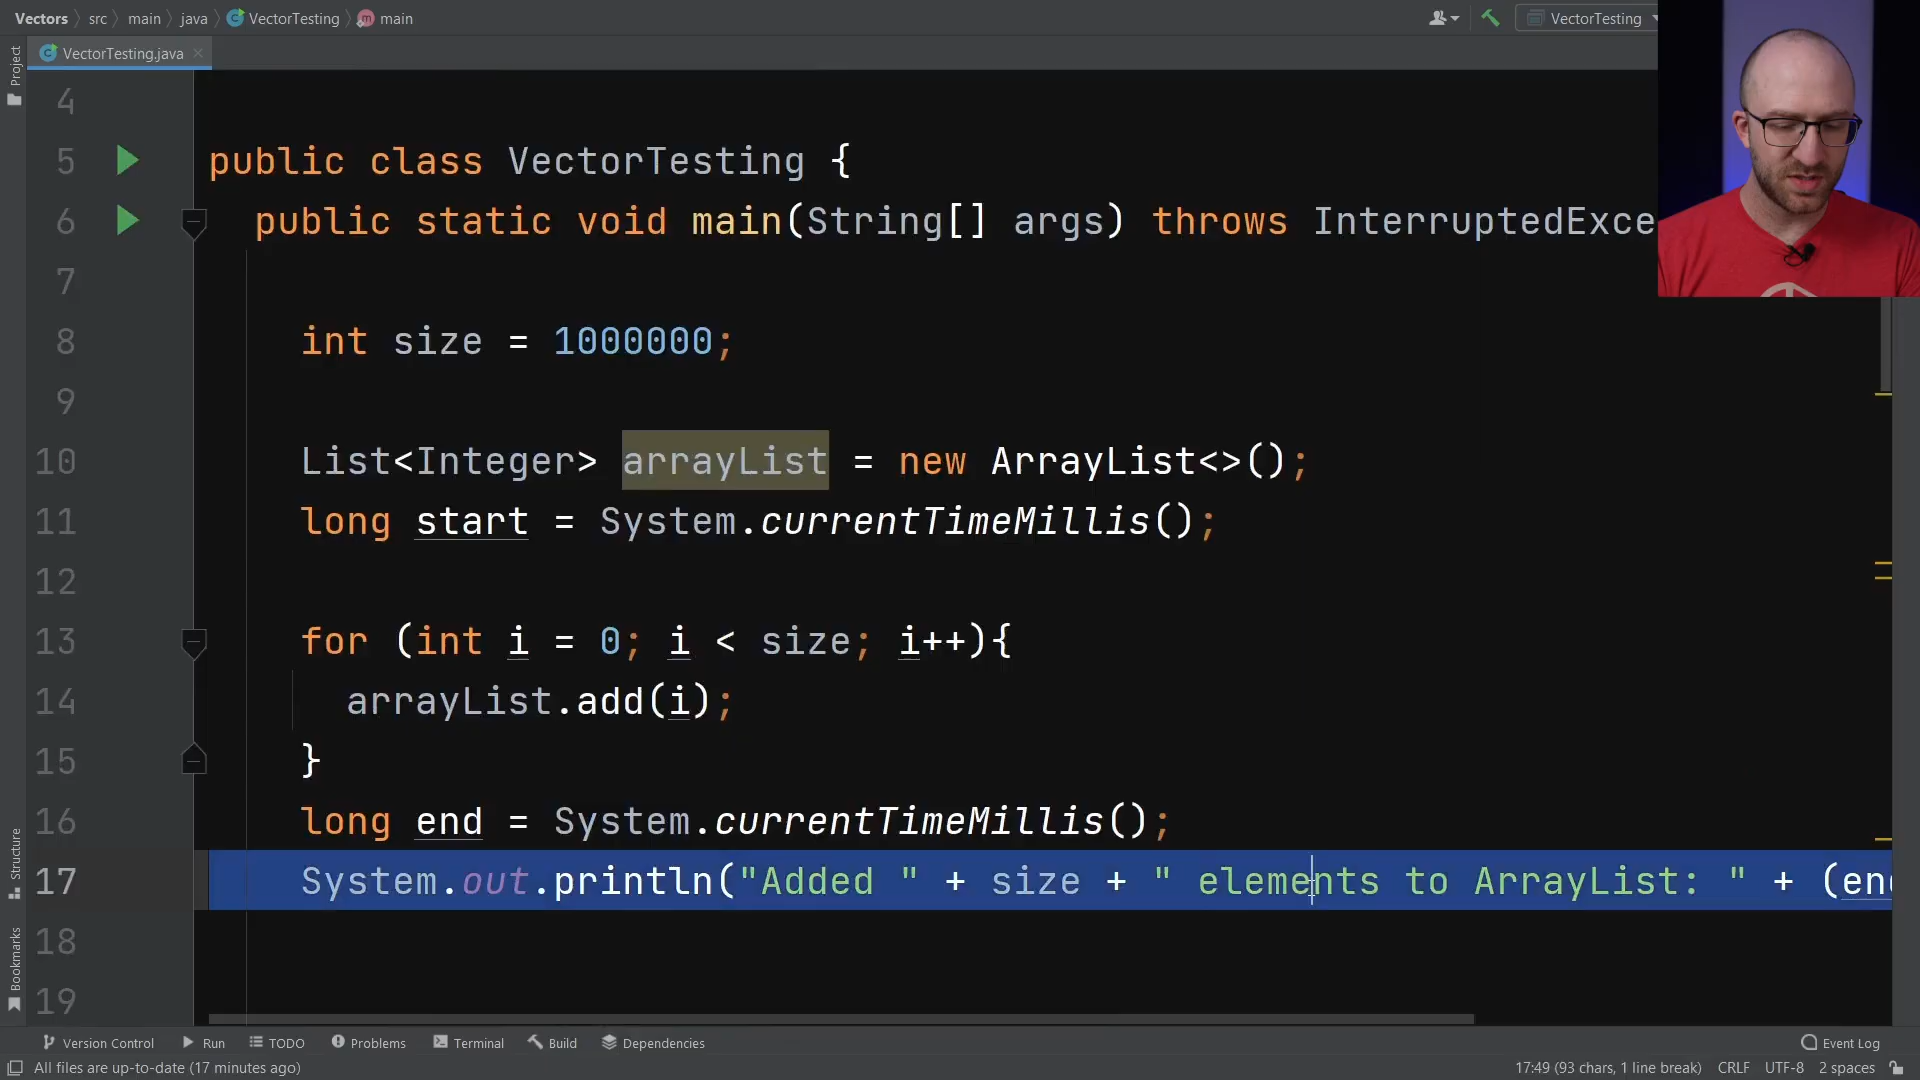 Vectors src main java VectorTesting main VectorTesting
Project VectorTesting.java
4
5 public class VectorTesting {
6 public static void main(String[] args) throws InterruptedExce
7
8 int size = 1000000;
9
10 List<Integer> arrayList = new ArrayList<>();
11 long start = System.currentTimeMillis();
12
13 for (int i = 0; i < size; i++){
14 arrayList.add(i);
15 }
16 long end = System.currentTimeMillis();
17 System.out.println("Added " + size + " elements to ArrayList: " + (end
18
19
Structure
Bookmarks
Version Control Run TODO Problems Terminal Build Dependencies Event Log
All files are up-to-date (17 minutes ago) 17:49 (93 chars, 1 line break) CRLF UTF-8 2 spaces